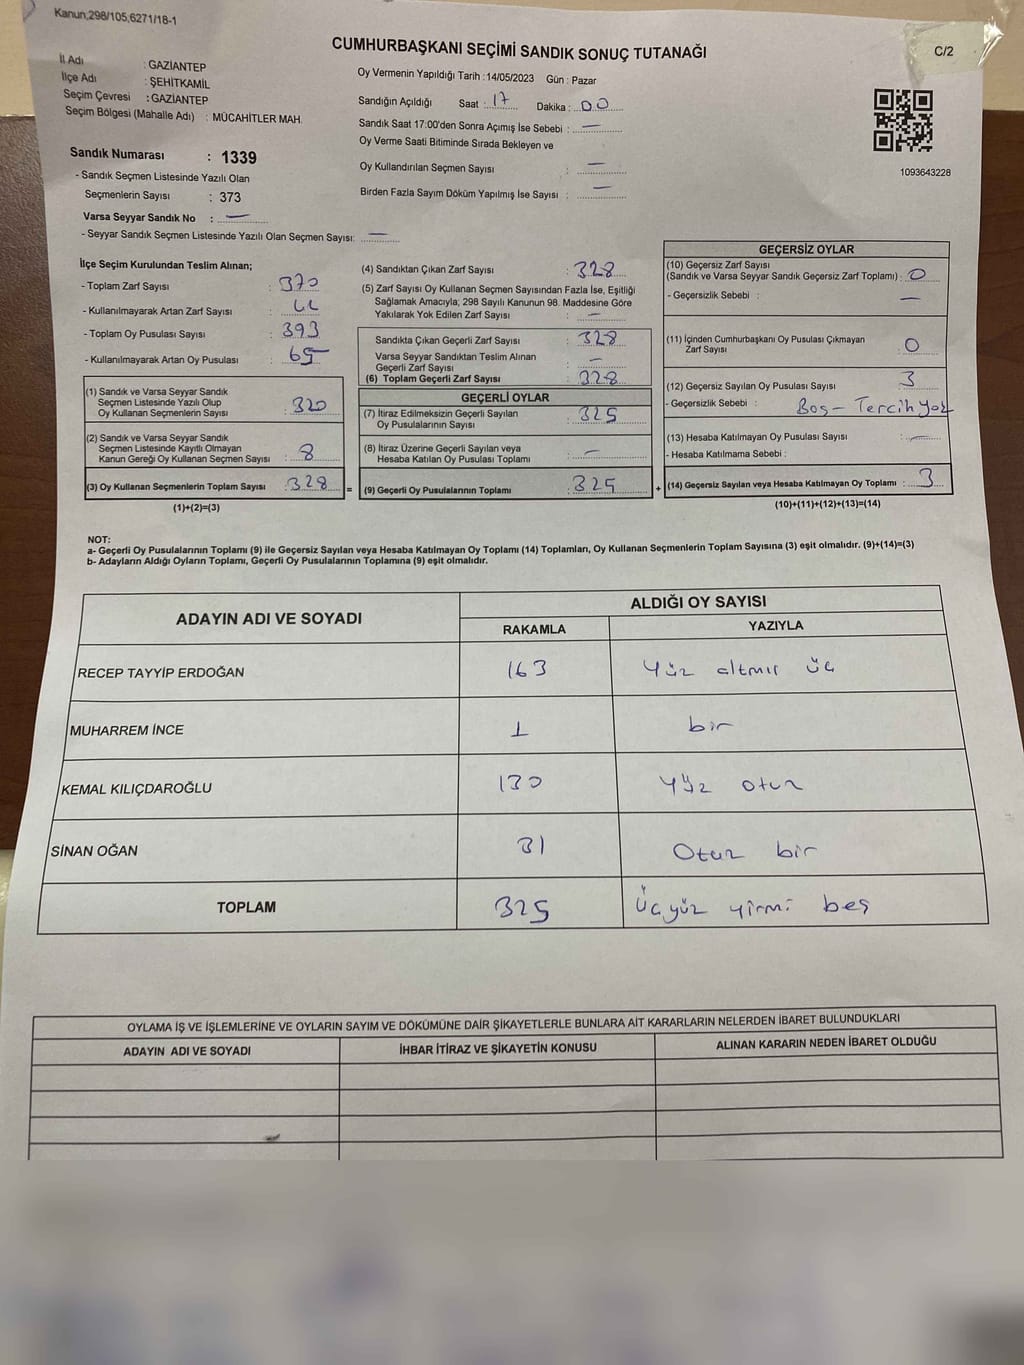 Kanun,298/105,6271/18-1
C/2
CUMHURBAŞKANI SEÇİMİ SANDIK SONUÇ TUTANAĞI
İl Adı : GAZİANTEP
İlçe Adı : ŞEHİTKAMİL
Seçim Çevresi : GAZİANTEP
Seçim Bölgesi (Mahalle Adı) : MÜCAHİTLER MAH.
Sandık Numarası : 1339
- Sandık Seçmen Listesinde Yazılı Olan
Seçmenlerin Sayısı : 373
Varsa Seyyar Sandık No : —
- Seyyar Sandık Seçmen Listesinde Yazılı Olan Seçmen Sayısı: —
Oy Vermenin Yapıldığı Tarih :14/05/2023 Gün : Pazar
Sandığın Açıldığı Saat : 17 Dakika : 00
Sandık Saat 17:00'den Sonra Açımış İse Sebebi : —
Oy Verme Saati Bitiminde Sırada Bekleyen ve
Oy Kullandırılan Seçmen Sayısı : —
Birden Fazla Sayım Döküm Yapılmış İse Sayısı : —
1093643228
İlçe Seçim Kurulundan Teslim Alınan;
- Toplam Zarf Sayısı : 370
- Kullanılmayarak Artan Zarf Sayısı :
- Toplam Oy Pusulası Sayısı : 393
- Kullanılmayarak Artan Oy Pusulası : 65
(1) Sandık ve Varsa Seyyar Sandık
Seçmen Listesinde Yazılı Olup
Oy Kullanan Seçmenlerin Sayısı : 320
(2) Sandık ve Varsa Seyyar Sandık
Seçmen Listesinde Kayıtlı Olmayan
Kanun Gereği Oy Kullanan Seçmen Sayısı : 8
(3) Oy Kullanan Seçmenlerin Toplam Sayısı : 328 =
(1)+(2)=(3)
(4) Sandıktan Çıkan Zarf Sayısı : 328
(5) Zarf Sayısı Oy Kullanan Seçmen Sayısından Fazla İse, Eşitliği
Sağlamak Amacıyla; 298 Sayılı Kanunun 98. Maddesine Göre
Yakılarak Yok Edilen Zarf Sayısı : —
Sandıkta Çıkan Geçerli Zarf Sayısı : 328
Varsa Seyyar Sandıktan Teslim Alınan
Geçerli Zarf Sayısı : —
(6) Toplam Geçerli Zarf Sayısı : 328
GEÇERLİ OYLAR
(7) İtiraz Edilmeksizin Geçerli Sayılan
Oy Pusulalarının Sayısı : 325
(8) İtiraz Üzerine Geçerli Sayılan veya
Hesaba Katılan Oy Pusulası Toplamı : —
(9) Geçerli Oy Pusulalarının Toplamı : 325 +
GEÇERSİZ OYLAR
(10) Geçersiz Zarf Sayısı
(Sandık ve Varsa Seyyar Sandık Geçersiz Zarf Toplamı) : 0
- Geçersizlik Sebebi : —
(11) İçinden Cumhurbaşkanı Oy Pusulası Çıkmayan
Zarf Sayısı : 0
(12) Geçersiz Sayılan Oy Pusulası Sayısı : 3
- Geçersizlik Sebebi : Boş - Tercih Yok
(13) Hesaba Katılmayan Oy Pusulası Sayısı : —
- Hesaba Katılmama Sebebi :
(14) Geçersiz Sayılan veya Hesaba Katılmayan Oy Toplamı : 3
(10)+(11)+(12)+(13)=(14)
NOT:
a- Geçerli Oy Pusulalarının Toplamı (9) ile Geçersiz Sayılan veya Hesaba Katılmayan Oy Toplamı (14) Toplamları, Oy Kullanan Seçmenlerin Toplam Sayısına (3) eşit olmalıdır. (9)+(14)=(3)
b- Adayların Aldığı Oyların Toplamı, Geçerli Oy Pusulalarının Toplamına (9) eşit olmalıdır.
ADAYIN ADI VE SOYADI ALDIĞI OY SAYISI
RAKAMLA YAZIYLA
RECEP TAYYİP ERDOĞAN 163 Yüz altmış üç
MUHARREM İNCE 1 bir
KEMAL KILIÇDAROĞLU 130 Yüz otuz
SİNAN OĞAN 31 Otuz bir
TOPLAM 325 Üçyüz yirmi beş
OYLAMA İŞ VE İŞLEMLERİNE VE OYLARIN SAYIM VE DÖKÜMÜNE DAİR ŞİKAYETLERLE BUNLARA AİT KARARLARIN NELERDEN İBARET BULUNDUKLARI
ADAYIN ADI VE SOYADI İHBAR İTİRAZ VE ŞİKAYETİN KONUSU ALINAN KARARIN NEDEN İBARET OLDUĞU